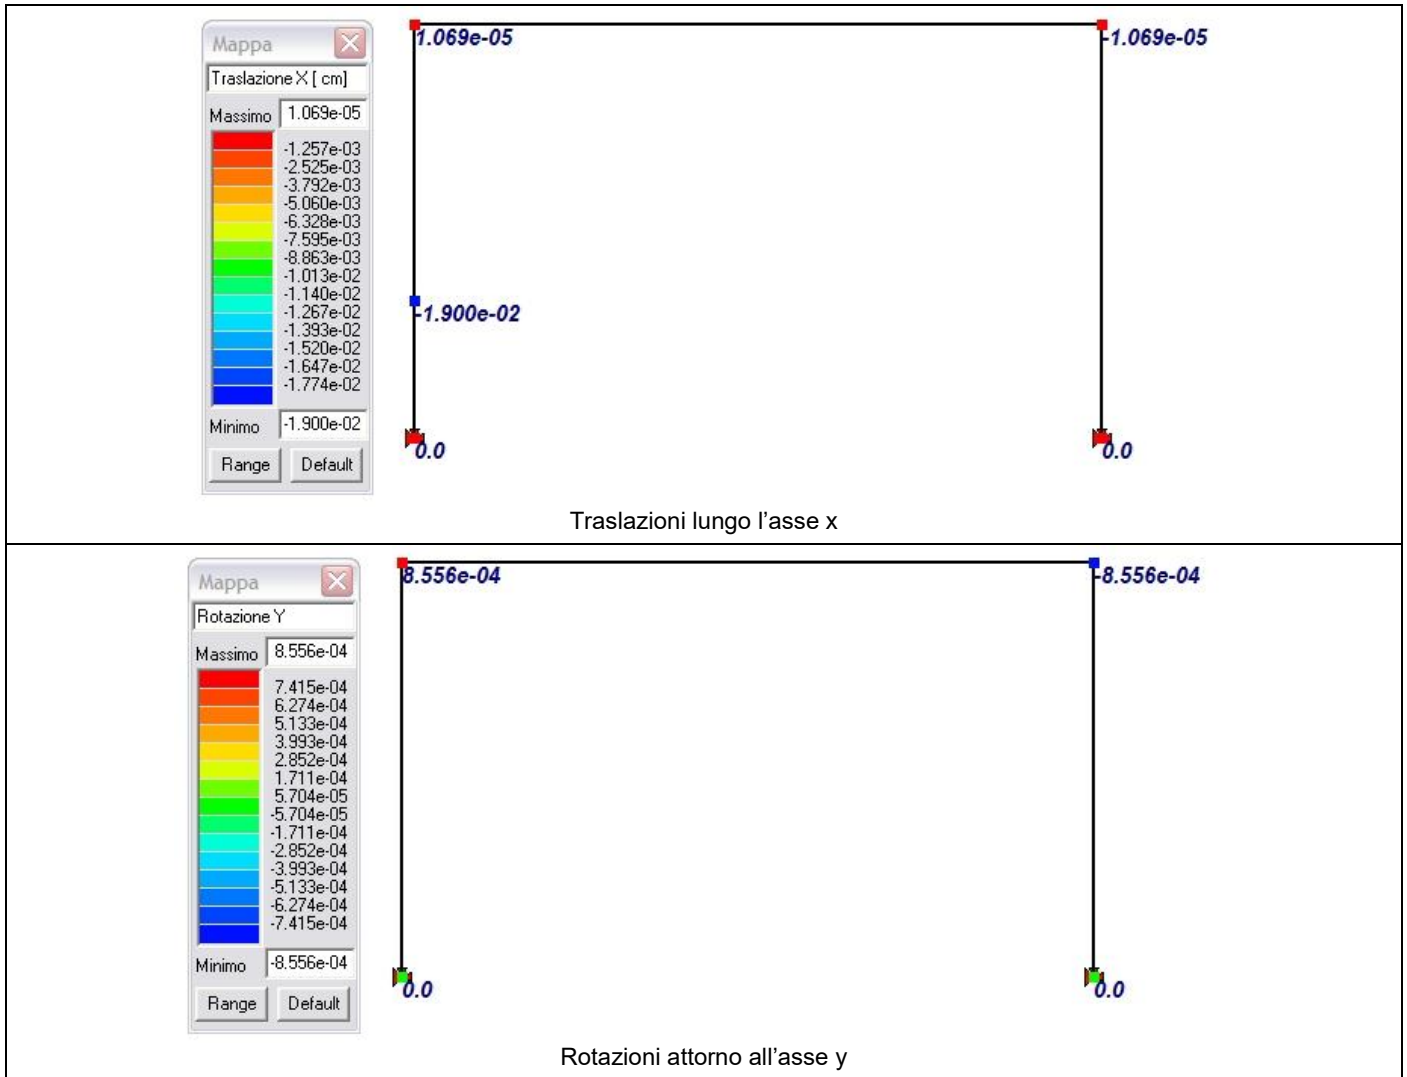 Mappa
Traslazione X [ cm]
Massimo 1.069e-05
-1.257e-03
-2.525e-03
-3.792e-03
-5.060e-03
-6.328e-03
-7.595e-03
-8.863e-03
-1.013e-02
-1.140e-02
-1.267e-02
-1.393e-02
-1.520e-02
-1.647e-02
-1.774e-02
Minimo -1.900e-02
Range Default
1.069e-05 -1.069e-05
-1.900e-02
0.0 0.0
Traslazioni lungo l’asse x
Mappa
Rotazione Y
Massimo 8.556e-04
7.415e-04
6.274e-04
5.133e-04
3.993e-04
2.852e-04
1.711e-04
5.704e-05
-5.704e-05
-1.711e-04
-2.852e-04
-3.993e-04
-5.133e-04
-6.274e-04
-7.415e-04
Minimo -8.556e-04
Range Default
8.556e-04 -8.556e-04
0.0 0.0
Rotazioni attorno all’asse y